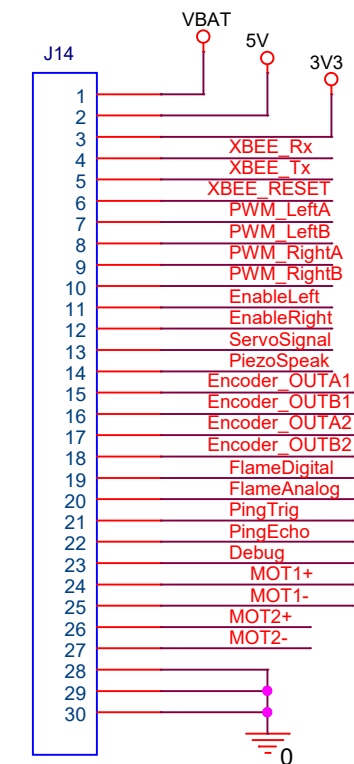 VBAT
5V
J14
3V3
1
2
3
4 XBEE_Rx
5 XBEE_Tx
6 XBEE_RESET
7 PWM_LeftA
8 PWM_LeftB
9 PWM_RightA
10 PWM_RightB
11 EnableLeft
12 EnableRight
13 ServoSignal
14 PiezoSpeak
15 Encoder_OUTA1
16 Encoder_OUTB1
17 Encoder_OUTA2
18 Encoder_OUTB2
19 FlameDigital
20 FlameAnalog
21 PingTrig
22 PingEcho
23 Debug
24 MOT1+
25 MOT1-
26 MOT2+
27 MOT2-
28
29
30
0